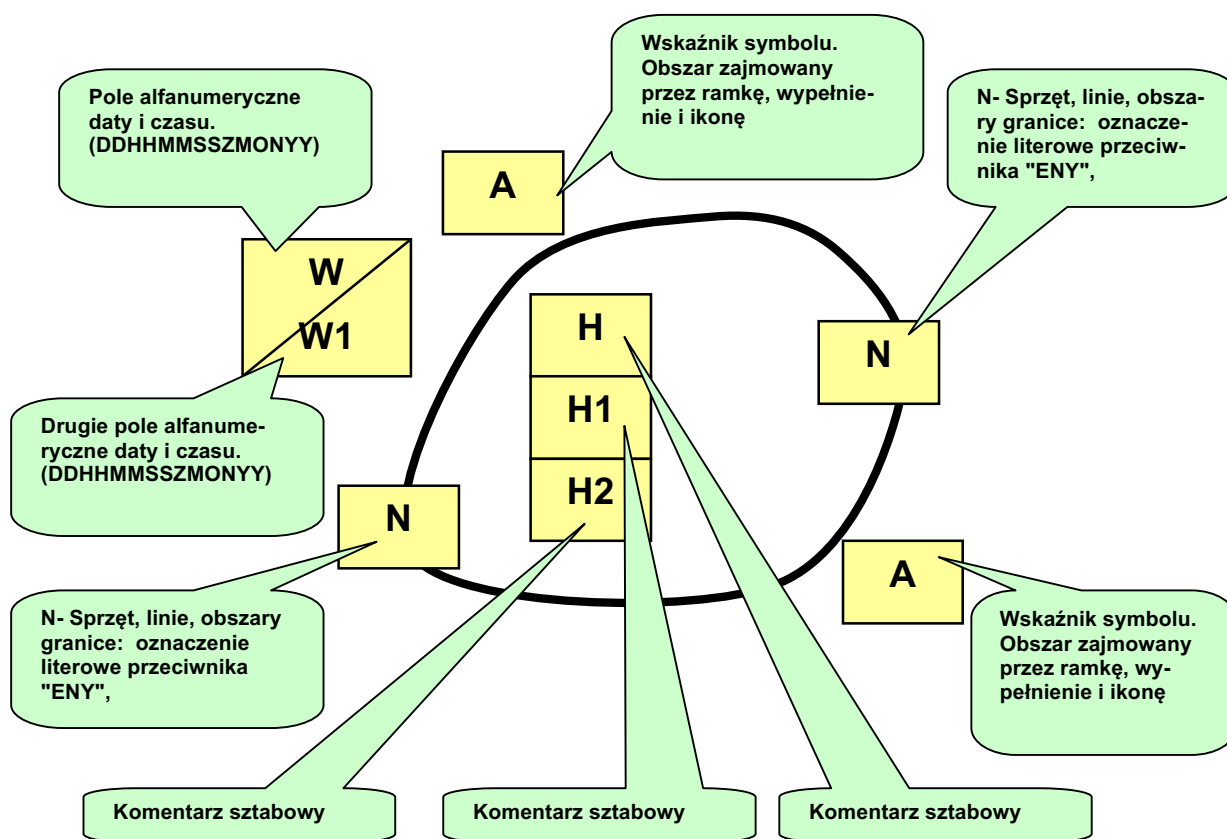 Wskaźnik symbolu.
Obszar zajmowany
przez ramkę, wypełnie-
nie i ikonę
Pole alfanumeryczne
daty i czasu.
(DDHHMMSSZMONYY)
N- Sprzęt, linie, obsza-
ry granice: oznacze-
nie literowe przeciw-
nika "ENY",
A
W
W1
H
H1
H2
N
Drugie pole alfanume-
ryczne daty i czasu.
(DDHHMMSSZMONYY)
N
A
N- Sprzęt, linie, obszary
granice: oznaczenie
literowe przeciwnika
"ENY",
Wskaźnik symbolu.
Obszar zajmowany
przez ramkę, wy-
pełnienie i ikonę
Komentarz sztabowy
Komentarz sztabowy
Komentarz sztabowy